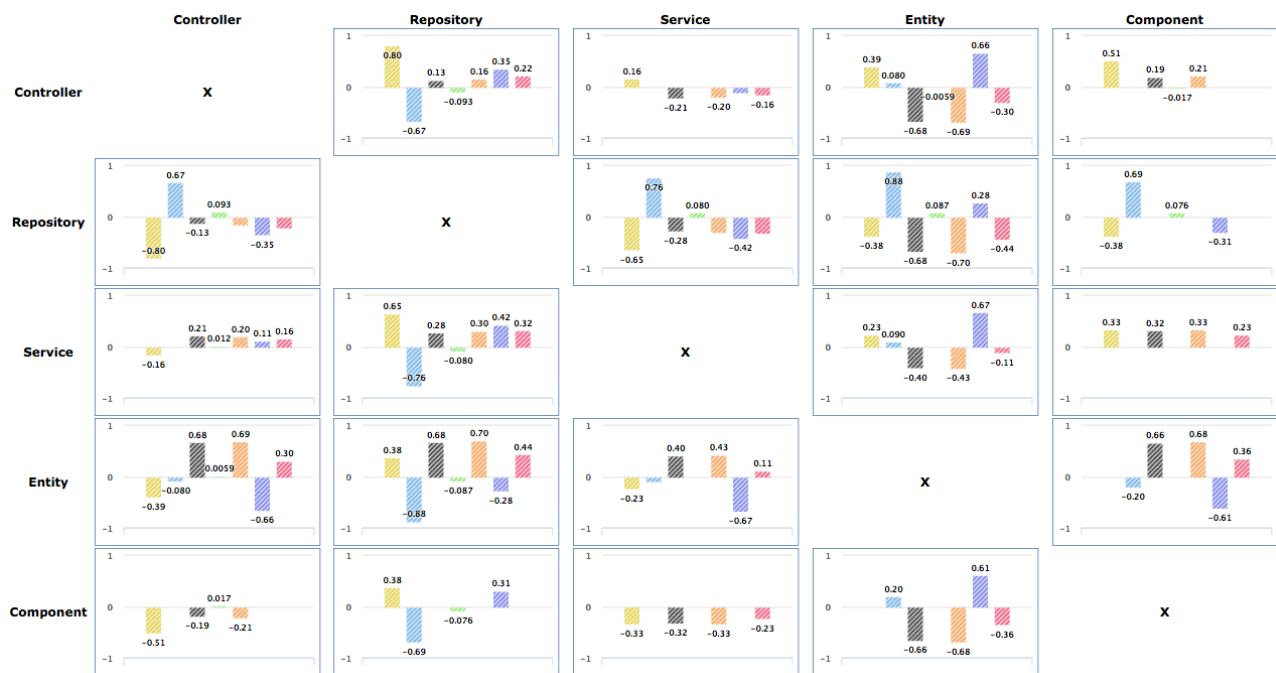 Controller Repository Service Entity Component
Controller
X
1 0 −1 0.80 −0.67 0.13 −0.093 0.16 0.35 0.22
1 0 −1 0.16 −0.21 −0.20 −0.16
1 0 −1 0.39 0.080 −0.68 −0.0059 −0.69 0.66 −0.30
1 0 −1 0.51 0.19 −0.017 0.21
Repository
1 0 −1 −0.80 0.67 −0.13 0.093 −0.35
X
1 0 −1 −0.65 0.76 −0.28 0.080 −0.42
1 0 −1 −0.38 0.88 −0.68 0.087 −0.70 0.28 −0.44
1 0 −1 −0.38 0.69 0.076 −0.31
Service
1 0 −1 −0.16 0.21 0.012 0.20 0.11 0.16
1 0 −1 0.65 −0.76 0.28 −0.080 0.30 0.42 0.32
X
1 0 −1 0.23 0.090 −0.40 −0.43 0.67 −0.11
1 0 −1 0.33 0.32 0.33 0.23
Entity
1 0 −1 −0.39 −0.080 0.68 0.0059 0.69 −0.66 0.30
1 0 −1 0.38 −0.88 0.68 −0.087 0.70 −0.28 0.44
1 0 −1 −0.23 0.40 0.43 −0.67 0.11
X
1 0 −1 −0.20 0.66 0.68 −0.61 0.36
Component
1 0 −1 −0.51 −0.19 0.017 −0.21
1 0 −1 0.38 −0.69 −0.076 0.31
1 0 −1 −0.33 −0.32 −0.33 −0.23
1 0 −1 0.20 −0.66 −0.68 0.61 −0.36
X